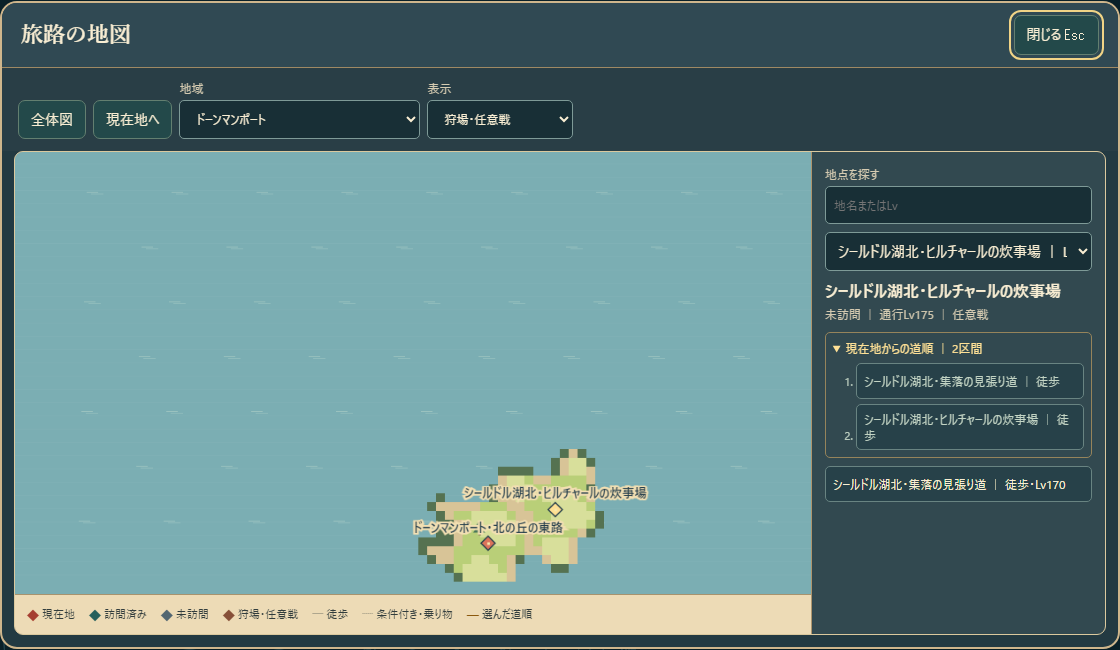 旅路の地図
閉じる Esc
全体図
現在地へ
地域
ドーンマンポート
表示
狩場・任意戦
地点を探す
地名またはLv
シールドル湖北・ヒルチャールの炊事場 ｜ L
シールドル湖北・ヒルチャールの炊事場
未訪問 ｜ 通行Lv175 ｜ 任意戦
▼ 現在地からの道順 ｜ 2区間
1. シールドル湖北・集落の見張り道 ｜ 徒歩
2. シールドル湖北・ヒルチャールの炊事場 ｜ 徒
歩
シールドル湖北・集落の見張り道 ｜ 徒歩・Lv170
シールドル湖北・ヒルチャールの炊事場
ドーンマンポート・北の丘の東路
現在地 訪問済み 未訪問 狩場・任意戦 徒歩 条件付き・乗り物 選んだ道順